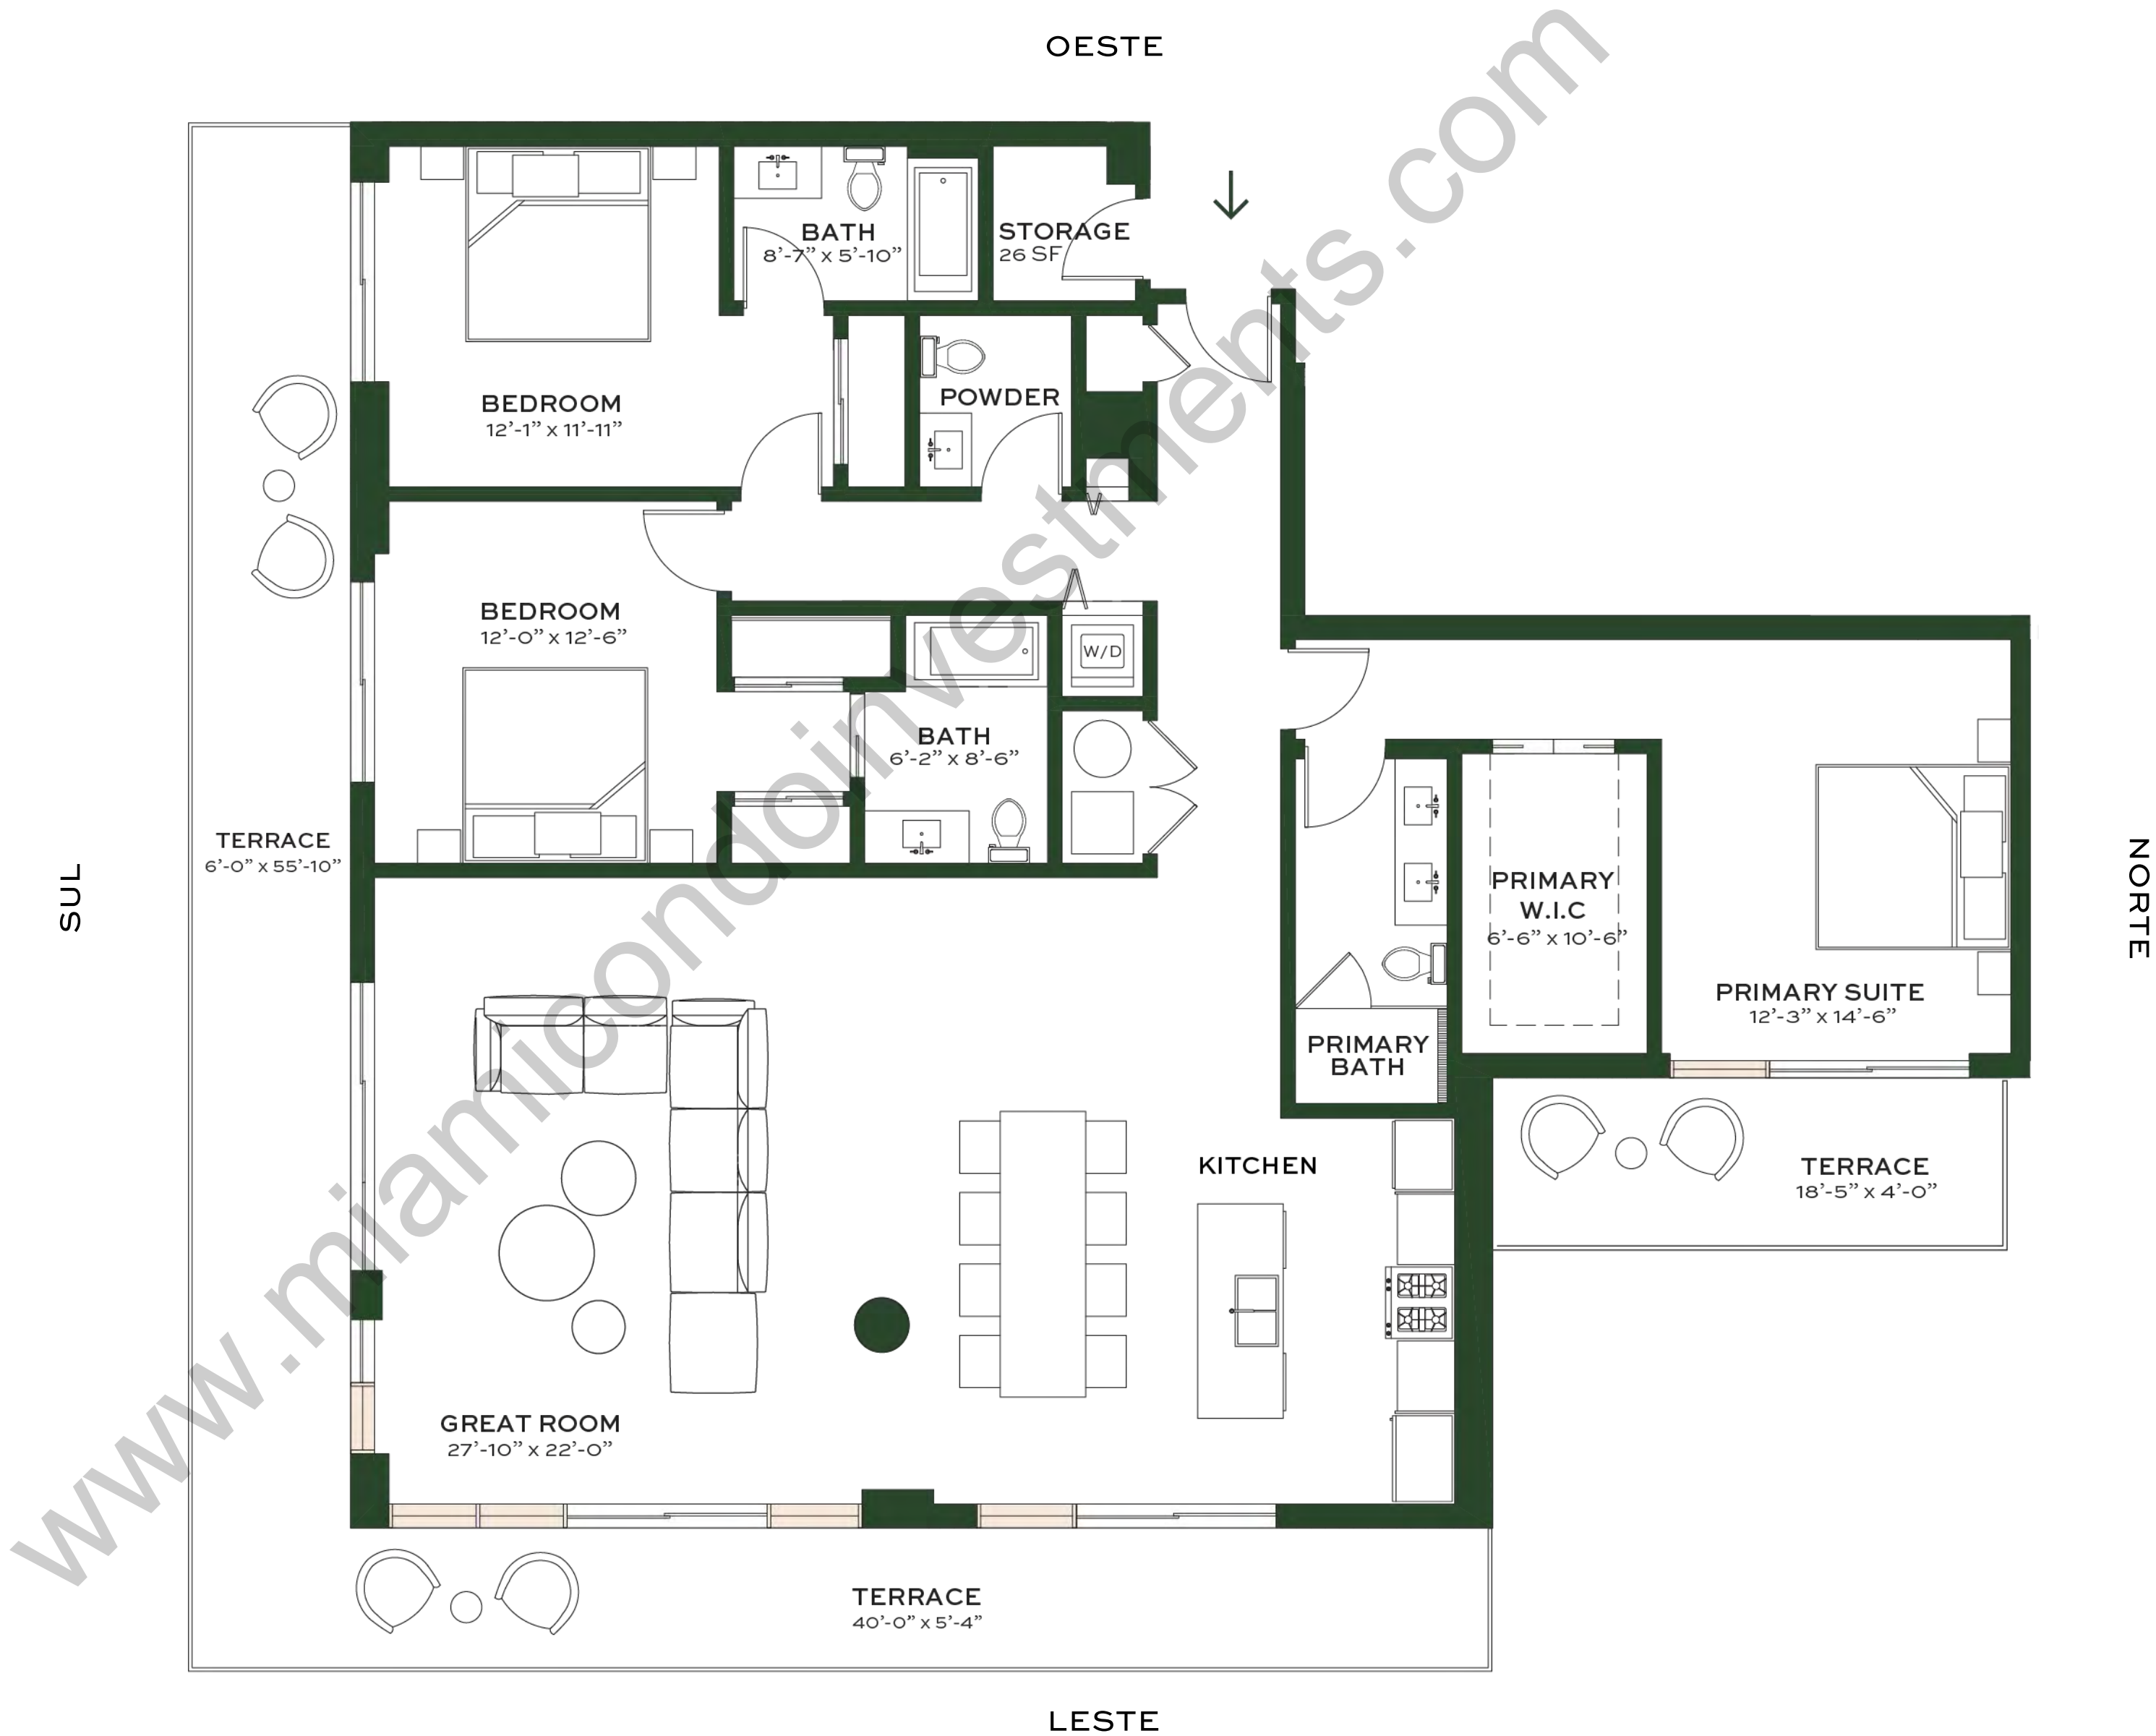 OESTE
BATH
8'-7" x 5'-10"
STORAGE
26 SF
BEDROOM
12'-1" x 11'-11"
POWDER
BEDROOM
12'-0" x 12'-6"
W/D
BATH
6'-2" x 8'-6"
TERRACE
6'-0" x 55'-10"
SUL
NORTE
PRIMARY
W.I.C
6'-6" x 10'-6"
PRIMARY SUITE
12'-3" x 14'-6"
PRIMARY
BATH
KITCHEN
TERRACE
18'-5" x 4'-0"
GREAT ROOM
27'-10" x 22'-0"
TERRACE
40'-0" x 5'-4"
LESTE
www.miamicondoinvestments.com